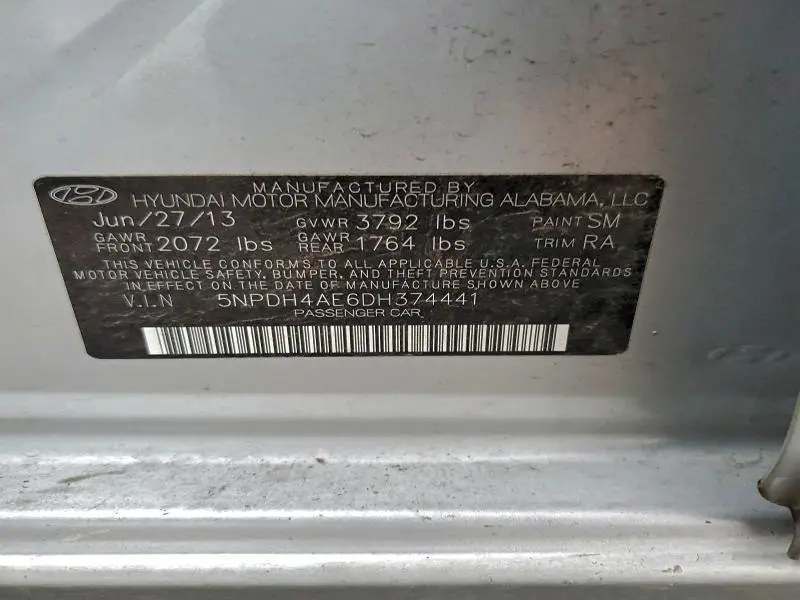 MANUFACTURED BY
HYUNDAI MOTOR MANUFACTURING ALABAMA, LLC
Jun/27/13 GVWR 3792 lbs PAINT SM
GAWR FRONT 2072 lbs GAWR REAR 1764 lbs TRIM RA
THIS VEHICLE CONFORMS TO ALL APPLICABLE U.S.A. FEDERAL
MOTOR VEHICLE SAFETY, BUMPER, AND THEFT PREVENTION STANDARDS
IN EFFECT ON THE DATE OF MANUFACTURE SHOWN ABOVE
V.I.N 5NPDH4AE6DH374441
PASSENGER CAR